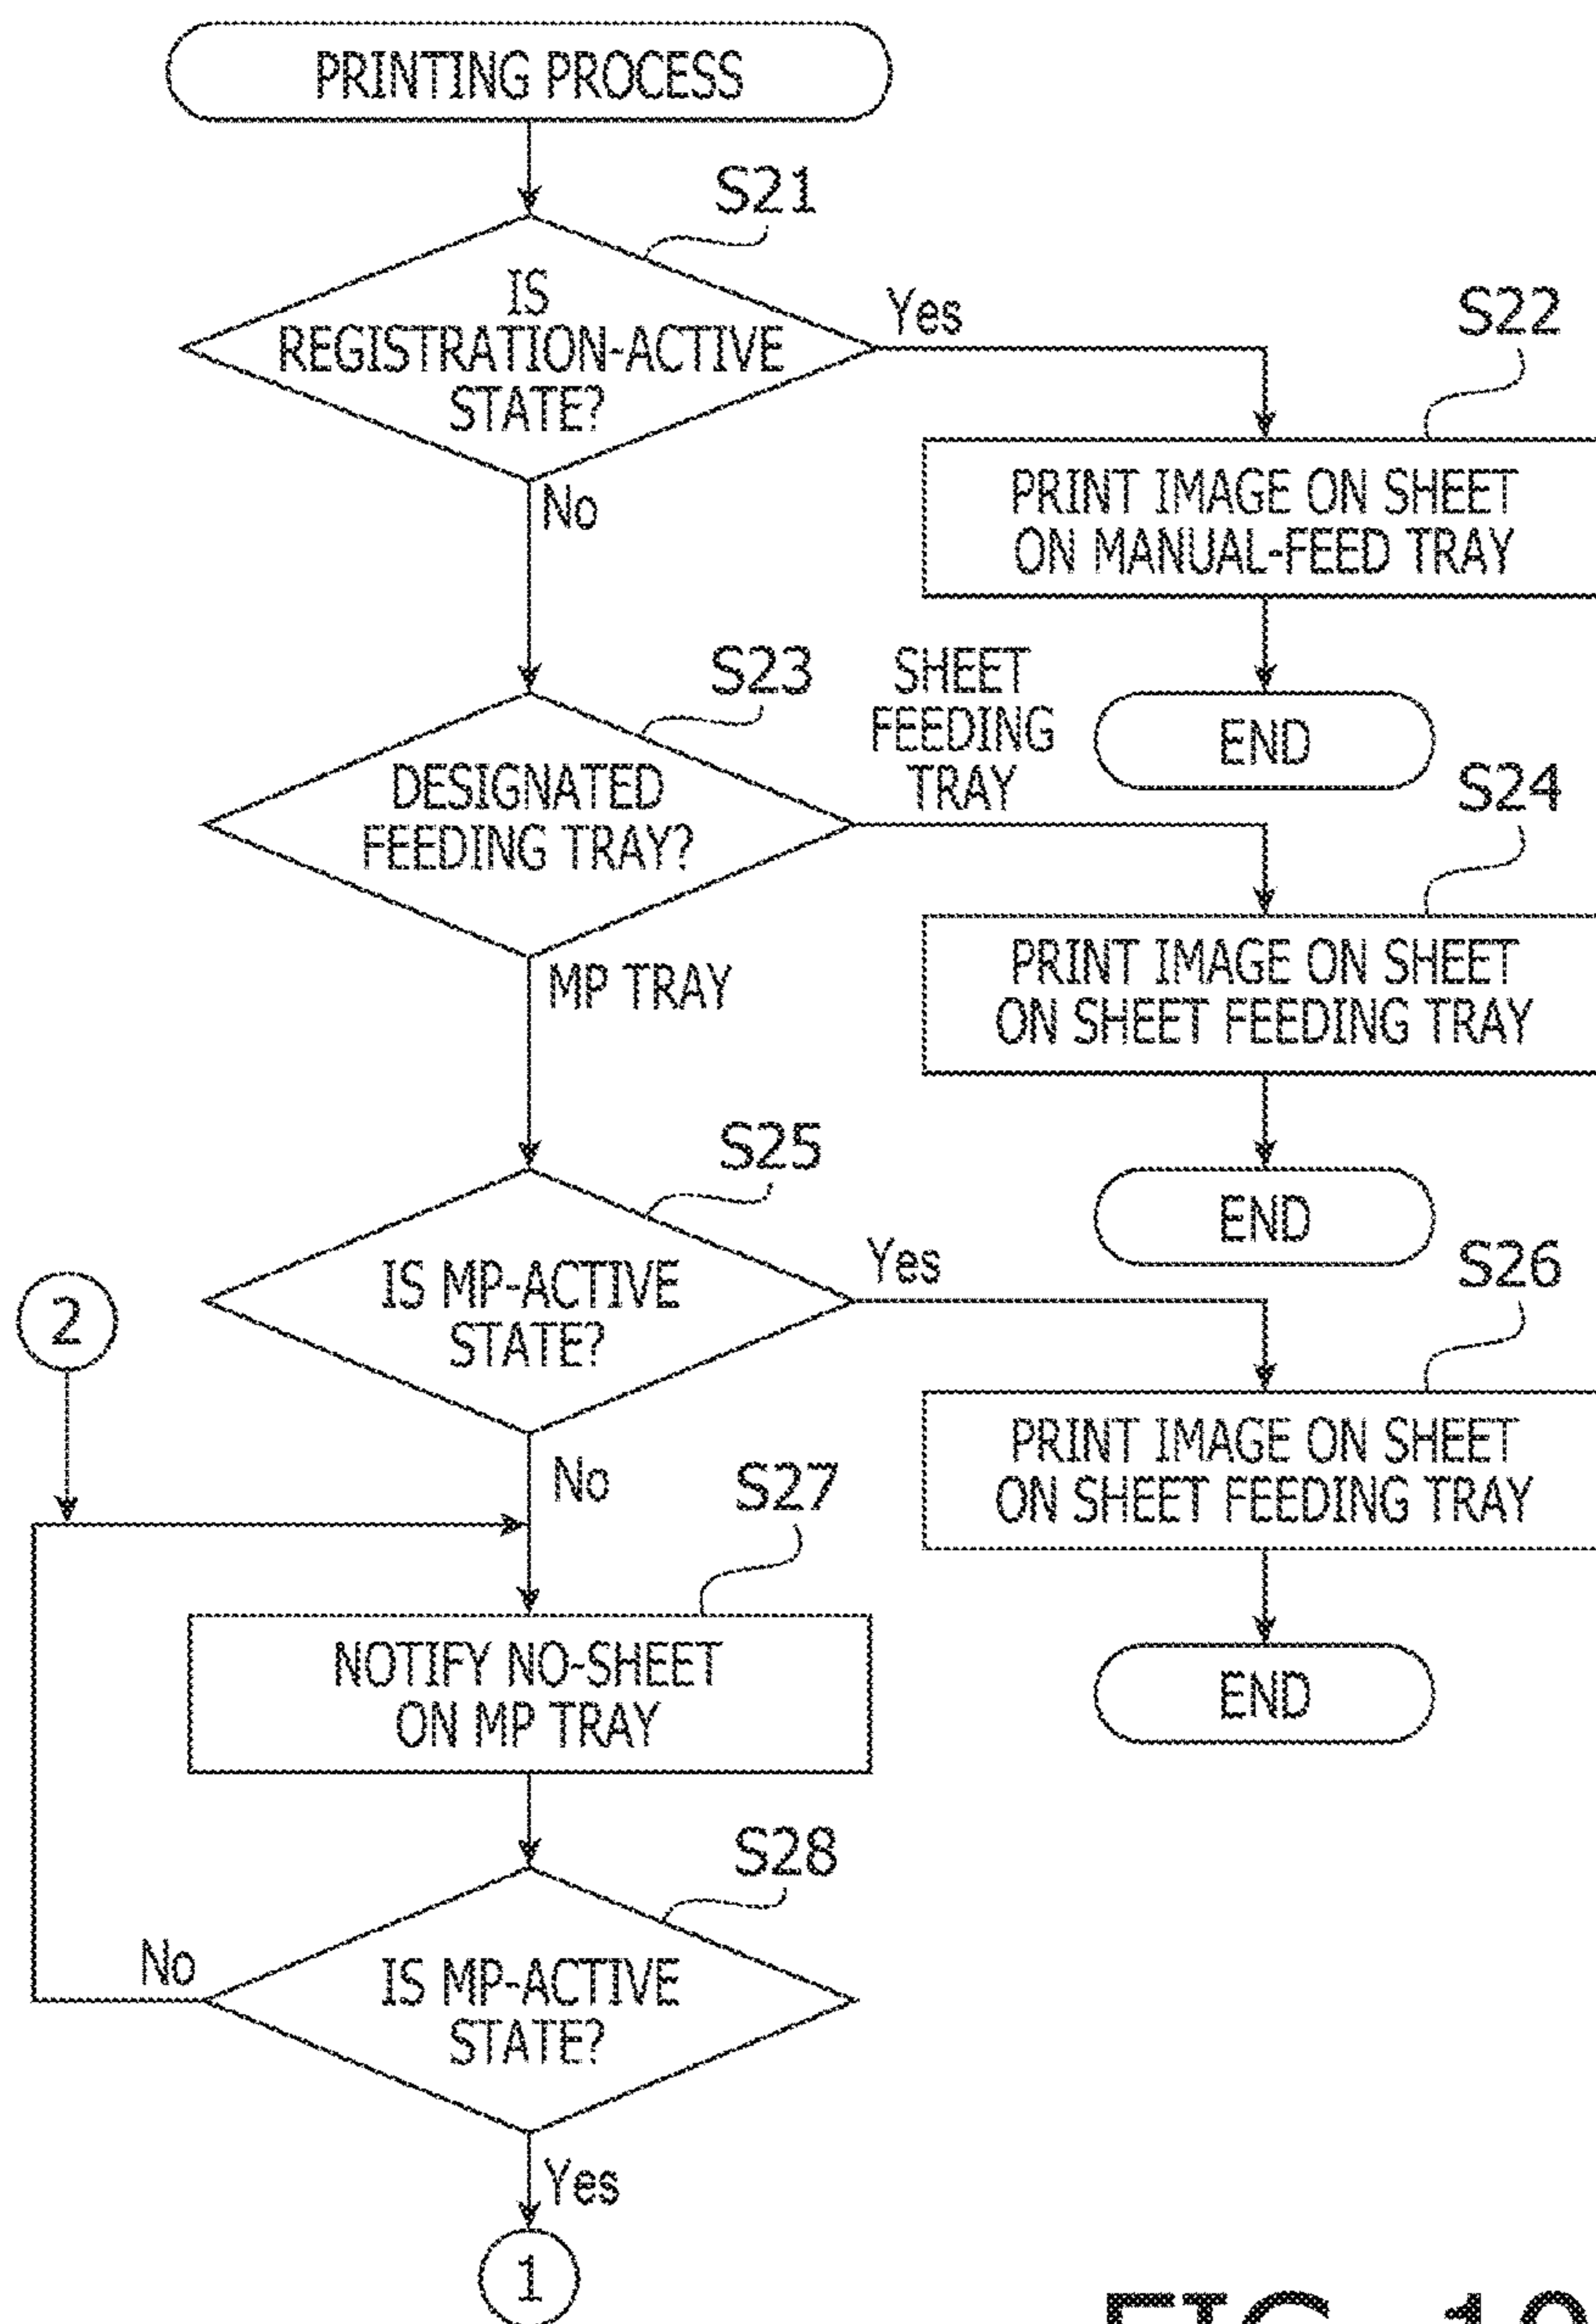 PRINTING PROCESS
S21
IS
REGISTRATION-ACTIVE
STATE?
Yes
S22
PRINT IMAGE ON SHEET
ON MANUAL-FEED TRAY
No
END
S23
SHEET
FEEDING
TRAY
DESIGNATED
FEEDING TRAY?
S24
PRINT IMAGE ON SHEET
ON SHEET FEEDING TRAY
MP TRAY
END
S25
IS MP-ACTIVE
STATE?
Yes
S26
PRINT IMAGE ON SHEET
ON SHEET FEEDING TRAY
2
No
END
S27
NOTIFY NO-SHEET
ON MP TRAY
S28
IS MP-ACTIVE
STATE?
No
Yes
1